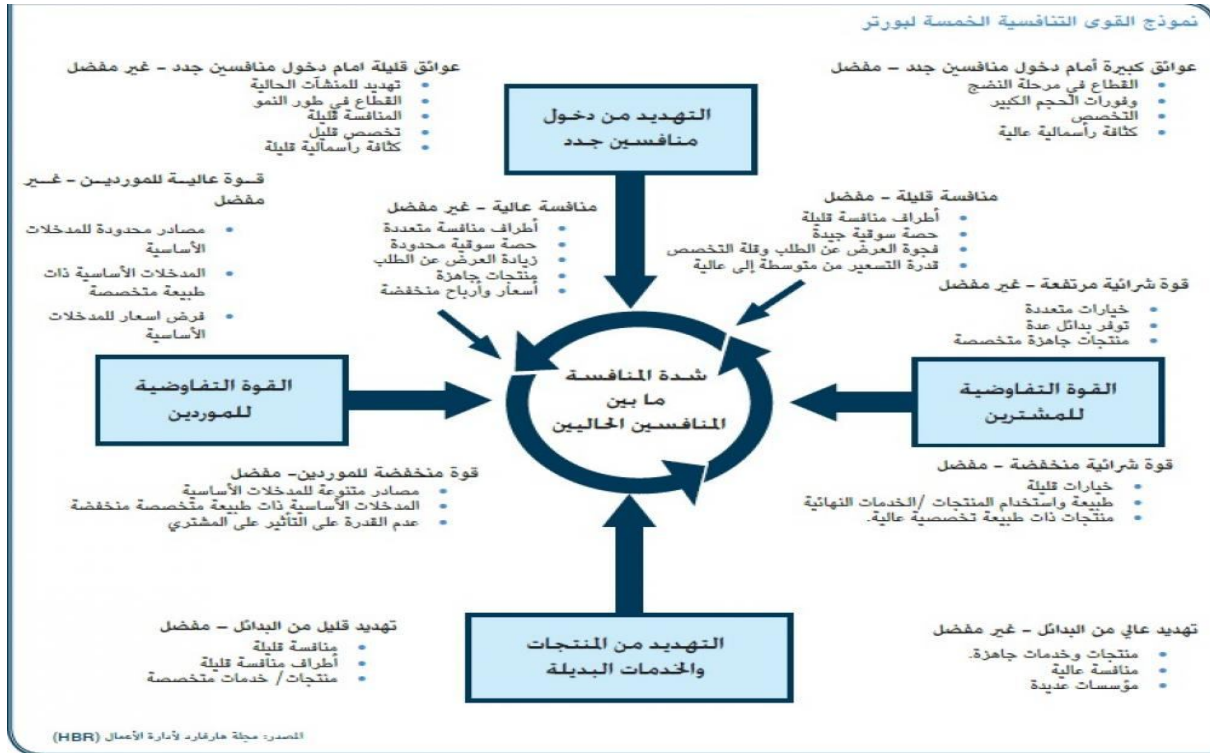 نموذج القوى التنافسية الخمسة لبورتر
عوائق كبيرة أمام دخول منافسين جدد – مفضل
• القطاع في مرحلة النضج
• وفورات الحجم الكبير
• التخصص
• كثافة رأسمالية عالية
التهديد من دخول
منافسين جدد
عوائق قليلة امام دخول منافسين جدد – غير مفضل
• تهديد للمنشآت الحالية
• القطاع في طور النمو
• المنافسة قليلة
• تخصص قليل
• كثافة رأسمالية قليلة
منافسة قليلة – مفضل
• أطراف منافسة قليلة
• حصة سوقية جيدة
• فجوة العرض عن الطلب وقلة التخصص
• قدرة التسعير من متوسطة إلى عالية
منافسة عالية – غير مفضل
• أطراف منافسة متعددة
• حصة سوقية محدودة
• زيادة العرض عن الطلب
• منتجات جاهزة
• أسعار وأرباح منخفضة
قــوة عاليــة للمورديــن – غــير
مفضل
• مصادر محدودة للمدخلات
الأساسية
• المدخلات الأساسية ذات
طبيعة متخصصة
• فرض اسعار للمدخلات
الأساسية
قوة شرائية مرتفعة – غير مفضل
• خيارات متعددة
• توفر بدائل عدة
• منتجات جاهزة متخصصة
القوة التفاوضية
للمشترين
شدة المنافسة
ما بين
المنافسين الحاليين
القوة التفاوضية
للموردين
قوة شرائية منخفضة – مفضل
• خيارات قليلة
• طبيعة واستخدام المنتجات /الخدمات النهائية
• منتجات ذات طبيعة تخصصية عالية.
قوة منخفضة للموردين– مفضل
• مصادر متنوعة للمدخلات الأساسية
• المدخلات الأساسية ذات طبيعة متخصصة منخفضة
• عدم القدرة على التأثير على المشتري
تهديد عالي من البدائل – غير مفضل
• منتجات وخدمات جاهزة.
• منافسة عالية
• مؤسسات عديدة
التهديد من المنتجات
والخدمات البديلة
تهديد قليل من البدائل – مفضل
• منافسة قليلة
• أطراف منافسة قليلة
• منتجات/ خدمات متخصصة
المصدر: مجلة هارفارد لأدارة الأعمال (HBR)